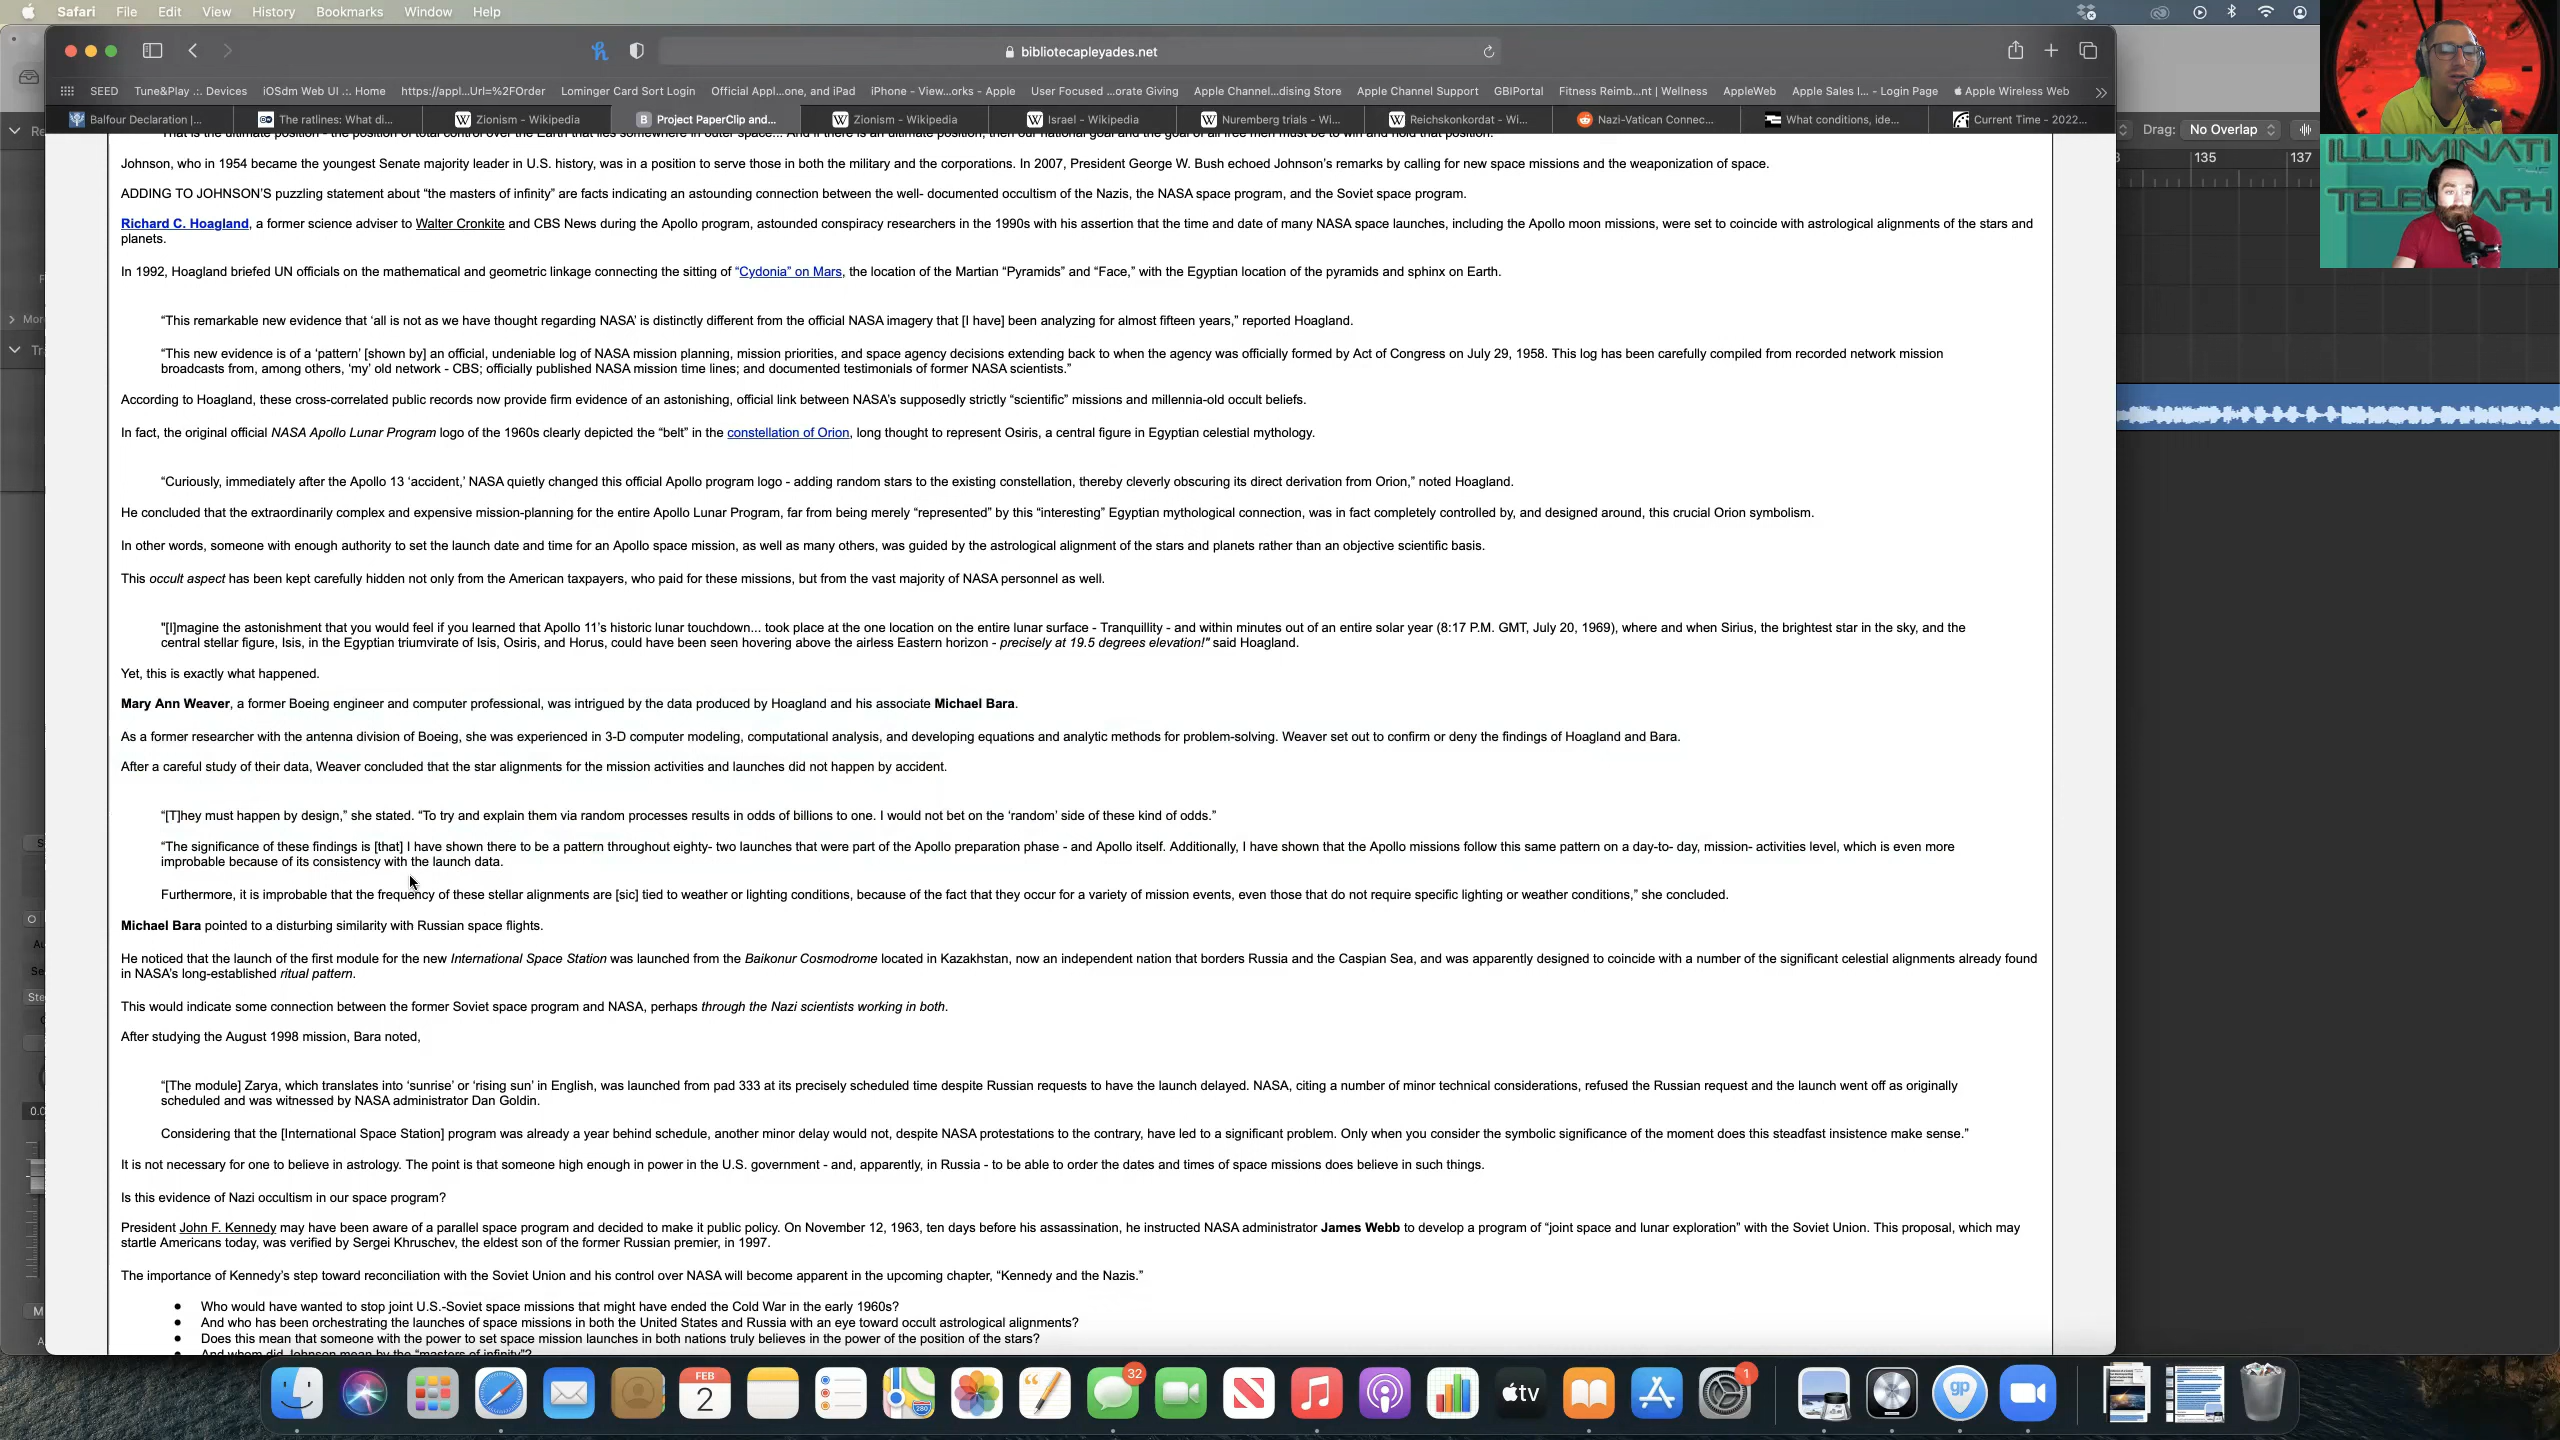 Safari File Edit View History Bookmarks Window Help
bibliotecapleyades.net
SEED Tune&Play .:. Devices iOSdm Web UI .:. Home https://appl...Url=%2FOrder Lominger Card Sort Login Official Appl...one, and iPad iPhone - View...orks - Apple User Focused ...orate Giving Apple Channel...dising Store Apple Channel Support GBIPortal Fitness Reimb...nt | Wellness AppleWeb Apple Sales I... - Login Page Apple Wireless Web
Balfour Declaration |... The ratlines: What di... Zionism - Wikipedia Project PaperClip and... Zionism - Wikipedia Israel - Wikipedia Nuremberg trials - Wi... Reichskonkordat - Wi... Nazi-Vatican Connec... What conditions, ide... Current Time - 2022...
Drag: No Overlap
135 137
ILLUMINATI
Johnson, who in 1954 became the youngest Senate majority leader in U.S. history, was in a position to serve those in both the military and the corporations. In 2007, President George W. Bush echoed Johnson's remarks by calling for new space missions and the weaponization of space.
ADDING TO JOHNSON'S puzzling statement about “the masters of infinity” are facts indicating an astounding connection between the well- documented occultism of the Nazis, the NASA space program, and the Soviet space program.
Richard C. Hoagland, a former science adviser to Walter Cronkite and CBS News during the Apollo program, astounded conspiracy researchers in the 1990s with his assertion that the time and date of many NASA space launches, including the Apollo moon missions, were set to coincide with astrological alignments of the stars and
planets.
In 1992, Hoagland briefed UN officials on the mathematical and geometric linkage connecting the sitting of “Cydonia” on Mars, the location of the Martian “Pyramids” and “Face,” with the Egyptian location of the pyramids and sphinx on Earth.
“This remarkable new evidence that ‘all is not as we have thought regarding NASA’ is distinctly different from the official NASA imagery that [I have] been analyzing for almost fifteen years,” reported Hoagland.
“This new evidence is of a ‘pattern’ [shown by] an official, undeniable log of NASA mission planning, mission priorities, and space agency decisions extending back to when the agency was officially formed by Act of Congress on July 29, 1958. This log has been carefully compiled from recorded network mission
broadcasts from, among others, ‘my’ old network - CBS; officially published NASA mission time lines; and documented testimonials of former NASA scientists.”
According to Hoagland, these cross-correlated public records now provide firm evidence of an astonishing, official link between NASA's supposedly strictly “scientific” missions and millennia-old occult beliefs.
In fact, the original official NASA Apollo Lunar Program logo of the 1960s clearly depicted the “belt” in the constellation of Orion, long thought to represent Osiris, a central figure in Egyptian celestial mythology.
“Curiously, immediately after the Apollo 13 ‘accident,’ NASA quietly changed this official Apollo program logo - adding random stars to the existing constellation, thereby cleverly obscuring its direct derivation from Orion,” noted Hoagland.
He concluded that the extraordinarily complex and expensive mission-planning for the entire Apollo Lunar Program, far from being merely “represented” by this “interesting” Egyptian mythological connection, was in fact completely controlled by, and designed around, this crucial Orion symbolism.
In other words, someone with enough authority to set the launch date and time for an Apollo space mission, as well as many others, was guided by the astrological alignment of the stars and planets rather than an objective scientific basis.
This occult aspect has been kept carefully hidden not only from the American taxpayers, who paid for these missions, but from the vast majority of NASA personnel as well.
"[I]magine the astonishment that you would feel if you learned that Apollo 11's historic lunar touchdown... took place at the one location on the entire lunar surface - Tranquillity - and within minutes out of an entire solar year (8:17 P.M. GMT, July 20, 1969), where and when Sirius, the brightest star in the sky, and the
central stellar figure, Isis, in the Egyptian triumvirate of Isis, Osiris, and Horus, could have been seen hovering above the airless Eastern horizon - precisely at 19.5 degrees elevation!" said Hoagland.
Yet, this is exactly what happened.
Mary Ann Weaver, a former Boeing engineer and computer professional, was intrigued by the data produced by Hoagland and his associate Michael Bara.
As a former researcher with the antenna division of Boeing, she was experienced in 3-D computer modeling, computational analysis, and developing equations and analytic methods for problem-solving. Weaver set out to confirm or deny the findings of Hoagland and Bara.
After a careful study of their data, Weaver concluded that the star alignments for the mission activities and launches did not happen by accident.
“[T]hey must happen by design,” she stated. “To try and explain them via random processes results in odds of billions to one. I would not bet on the ‘random’ side of these kind of odds.”
“The significance of these findings is [that] I have shown there to be a pattern throughout eighty- two launches that were part of the Apollo preparation phase - and Apollo itself. Additionally, I have shown that the Apollo missions follow this same pattern on a day-to- day, mission- activities level, which is even more
improbable because of its consistency with the launch data.
Furthermore, it is improbable that the frequency of these stellar alignments are [sic] tied to weather or lighting conditions, because of the fact that they occur for a variety of mission events, even those that do not require specific lighting or weather conditions,” she concluded.
Michael Bara pointed to a disturbing similarity with Russian space flights.
He noticed that the launch of the first module for the new International Space Station was launched from the Baikonur Cosmodrome located in Kazakhstan, now an independent nation that borders Russia and the Caspian Sea, and was apparently designed to coincide with a number of the significant celestial alignments already found
in NASA's long-established ritual pattern.
This would indicate some connection between the former Soviet space program and NASA, perhaps through the Nazi scientists working in both.
After studying the August 1998 mission, Bara noted,
“[The module] Zarya, which translates into ‘sunrise’ or ‘rising sun’ in English, was launched from pad 333 at its precisely scheduled time despite Russian requests to have the launch delayed. NASA, citing a number of minor technical considerations, refused the Russian request and the launch went off as originally
scheduled and was witnessed by NASA administrator Dan Goldin.
Considering that the [International Space Station] program was already a year behind schedule, another minor delay would not, despite NASA protestations to the contrary, have led to a significant problem. Only when you consider the symbolic significance of the moment does this steadfast insistence make sense.”
It is not necessary for one to believe in astrology. The point is that someone high enough in power in the U.S. government - and, apparently, in Russia - to be able to order the dates and times of space missions does believe in such things.
Is this evidence of Nazi occultism in our space program?
President John F. Kennedy may have been aware of a parallel space program and decided to make it public policy. On November 12, 1963, ten days before his assassination, he instructed NASA administrator James Webb to develop a program of “joint space and lunar exploration” with the Soviet Union. This proposal, which may
startle Americans today, was verified by Sergei Khruschev, the eldest son of the former Russian premier, in 1997.
The importance of Kennedy's step toward reconciliation with the Soviet Union and his control over NASA will become apparent in the upcoming chapter, “Kennedy and the Nazis.”
• Who would have wanted to stop joint U.S.-Soviet space missions that might have ended the Cold War in the early 1960s?
• And who has been orchestrating the launches of space missions in both the United States and Russia with an eye toward occult astrological alignments?
• Does this mean that someone with the power to set space mission launches in both nations truly believes in the power of the position of the stars?
• And whom did Johnson mean by the “masters of infinity”?
FEB
2
32
tv
1
gp